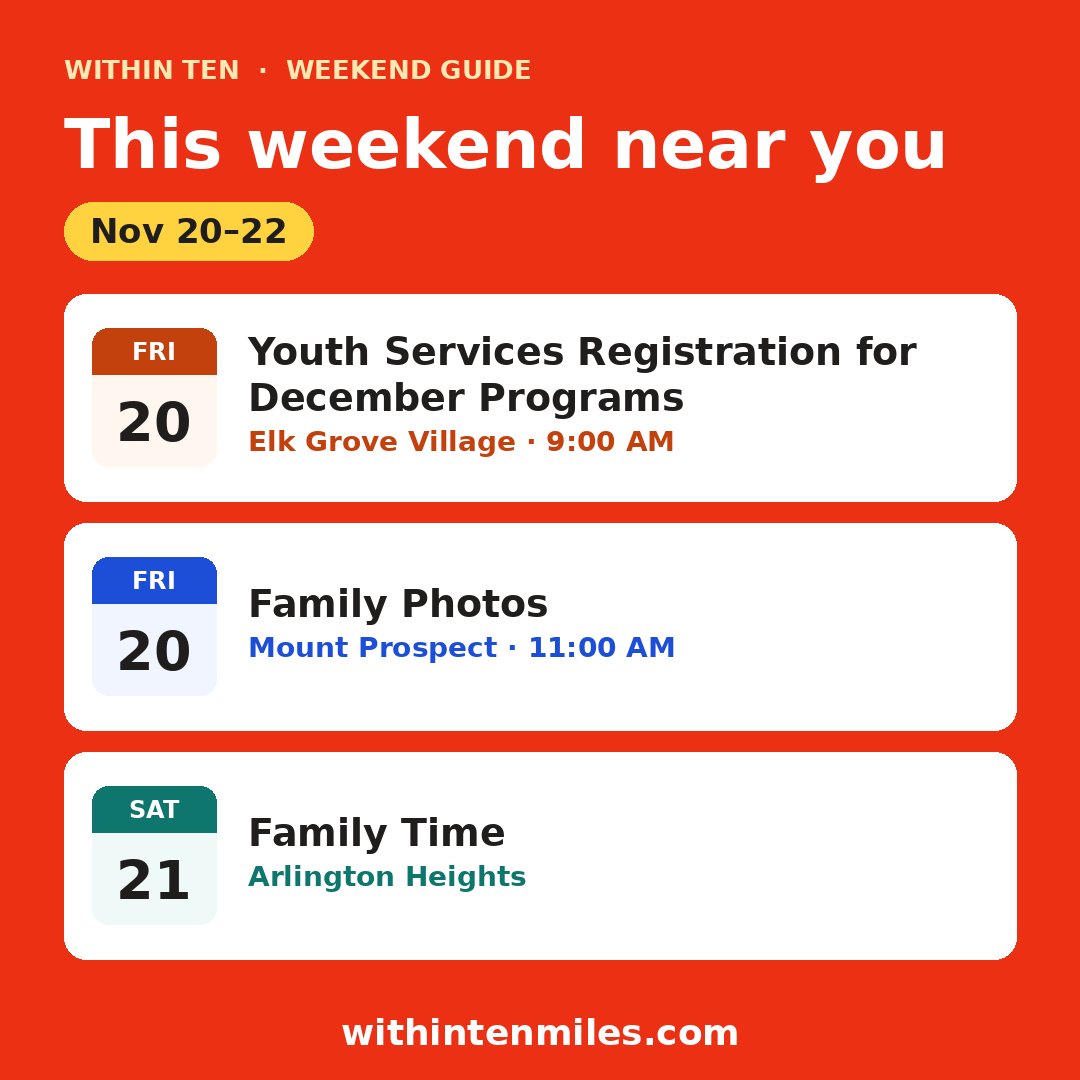 WITHIN TEN · WEEKEND GUIDE
This weekend near you
Nov 20–22
FRI
20
Youth Services Registration for
December Programs
Elk Grove Village · 9:00 AM
FRI
20
Family Photos
Mount Prospect · 11:00 AM
SAT
21
Family Time
Arlington Heights
withintenmiles.com